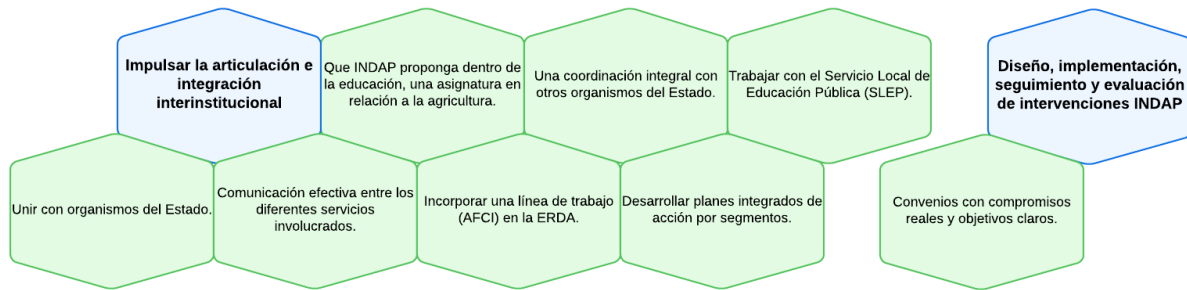 Impulsar la articulación e
integración
interinstitucional
Que INDAP proponga dentro de
la educación, una asignatura en
relación a la agricultura.
Una coordinación integral con
otros organismos del Estado.
Trabajar con el Servicio Local de
Educación Pública (SLEP).
Diseño, implementación,
seguimiento y evaluación
de intervenciones INDAP
Unir con organismos del Estado.
Comunicación efectiva entre los
diferentes servicios
involucrados.
Incorporar una línea de trabajo
(AFCI) en la ERDA.
Desarrollar planes integrados de
acción por segmentos.
Convenios con compromisos
reales y objetivos claros.